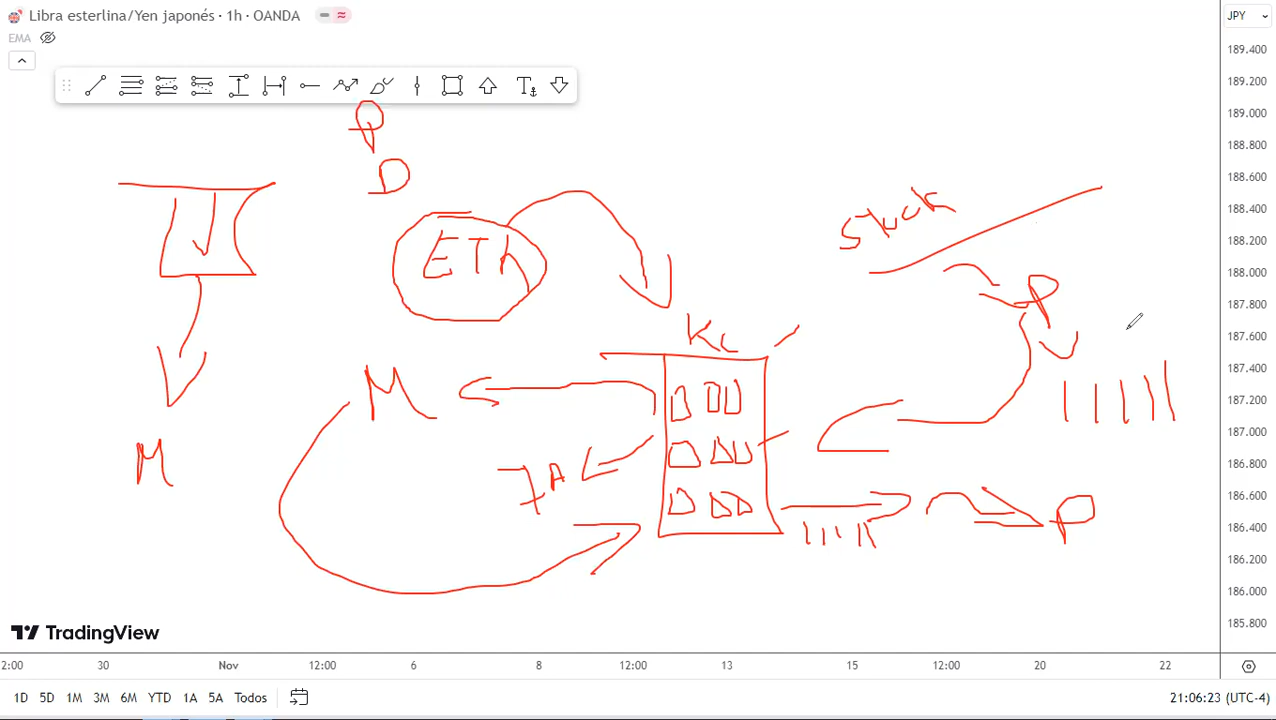 Libra esterlina/Yen japonés · 1h · OANDA
JPY
EMA
189.400
189.200
189.000
188.800
188.600
188.400
188.200
188.000
187.800
187.600
187.400
187.200
187.000
186.800
186.600
186.400
186.200
186.000
185.800
D
ETh
KL
M
M
7A
P
P
TradingView
2:00 30 Nov 12:00 6 8 12:00 13 15 12:00 20 22
1D 5D 1M 3M 6M YTD 1A 5A Todos
21:06:23 (UTC-4)